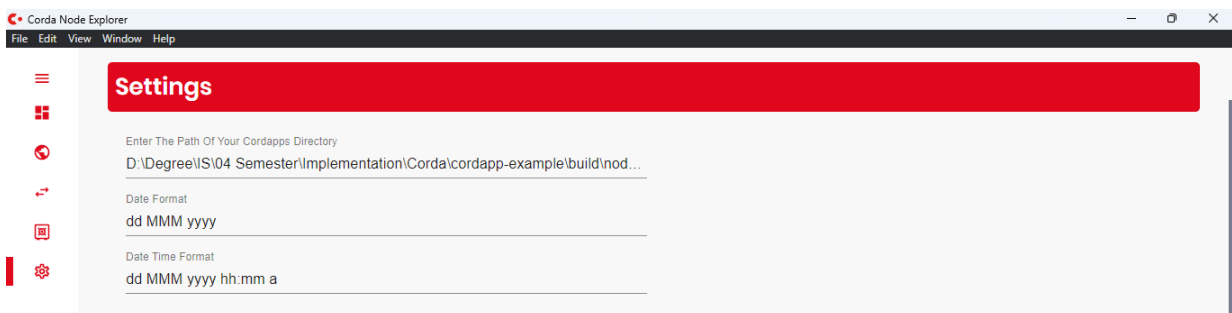 Corda Node Explorer
File Edit View Window Help
Settings
Enter The Path Of Your Cordapps Directory
D:\Degree\IS\04 Semester\Implementation\Corda\cordapp-example\build\nod...
Date Format
dd MMM yyyy
Date Time Format
dd MMM yyyy hh:mm a